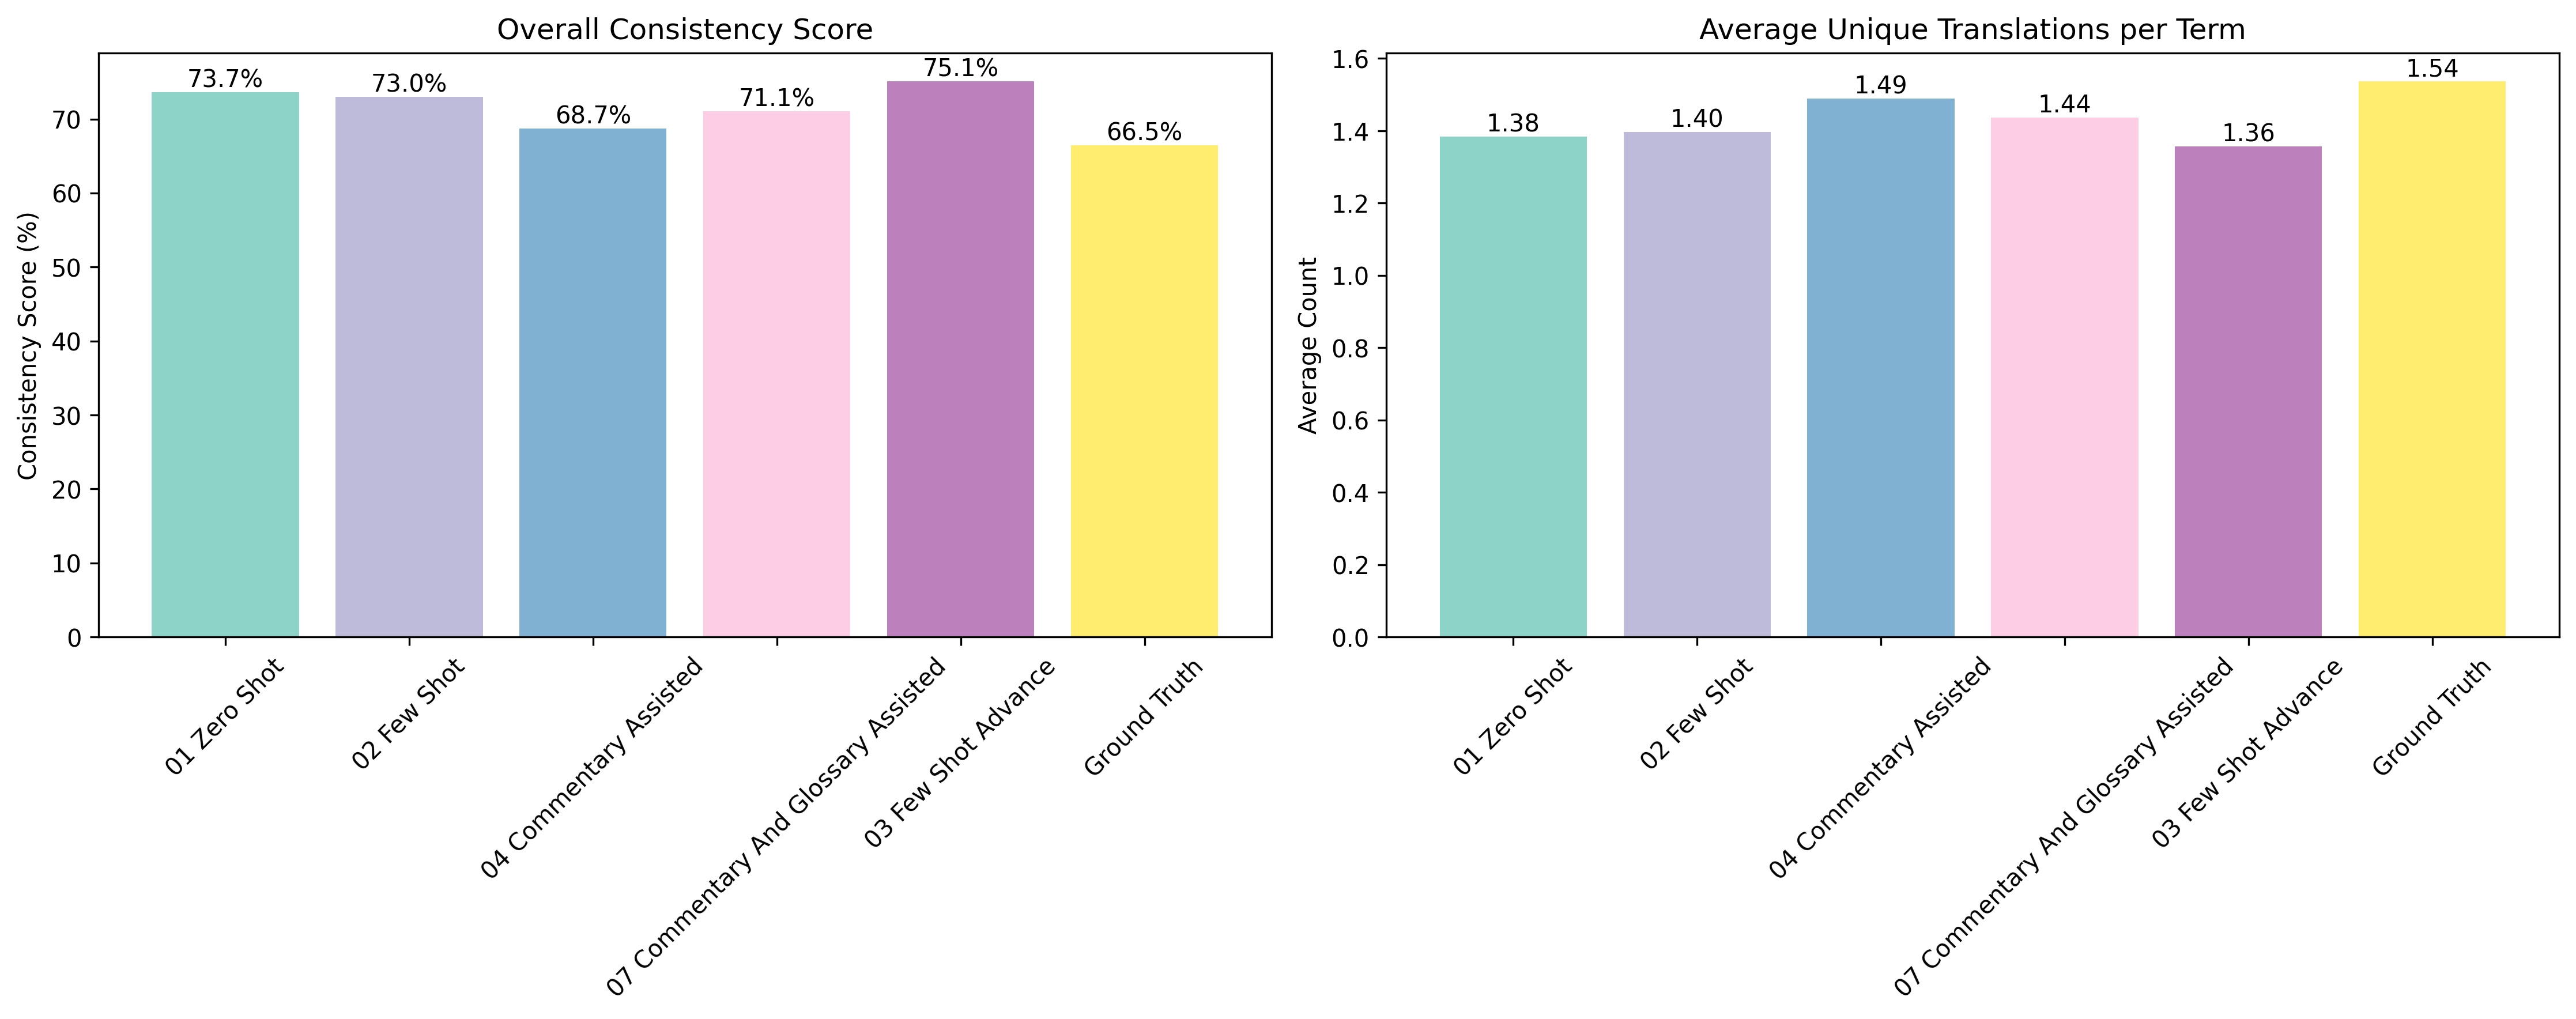 Overall Consistency Score
Consistency Score (%)
70
60
50
40
30
20
10
0
73.7%
73.0%
68.7%
71.1%
75.1%
66.5%
01 Zero Shot
02 Few Shot
04 Commentary Assisted
07 Commentary And Glossary Assisted
03 Few Shot Advance
Ground Truth
Average Unique Translations per Term
Average Count
1.6
1.4
1.2
1.0
0.8
0.6
0.4
0.2
0.0
1.38
1.40
1.49
1.44
1.36
1.54
01 Zero Shot
02 Few Shot
04 Commentary Assisted
07 Commentary And Glossary Assisted
03 Few Shot Advance
Ground Truth